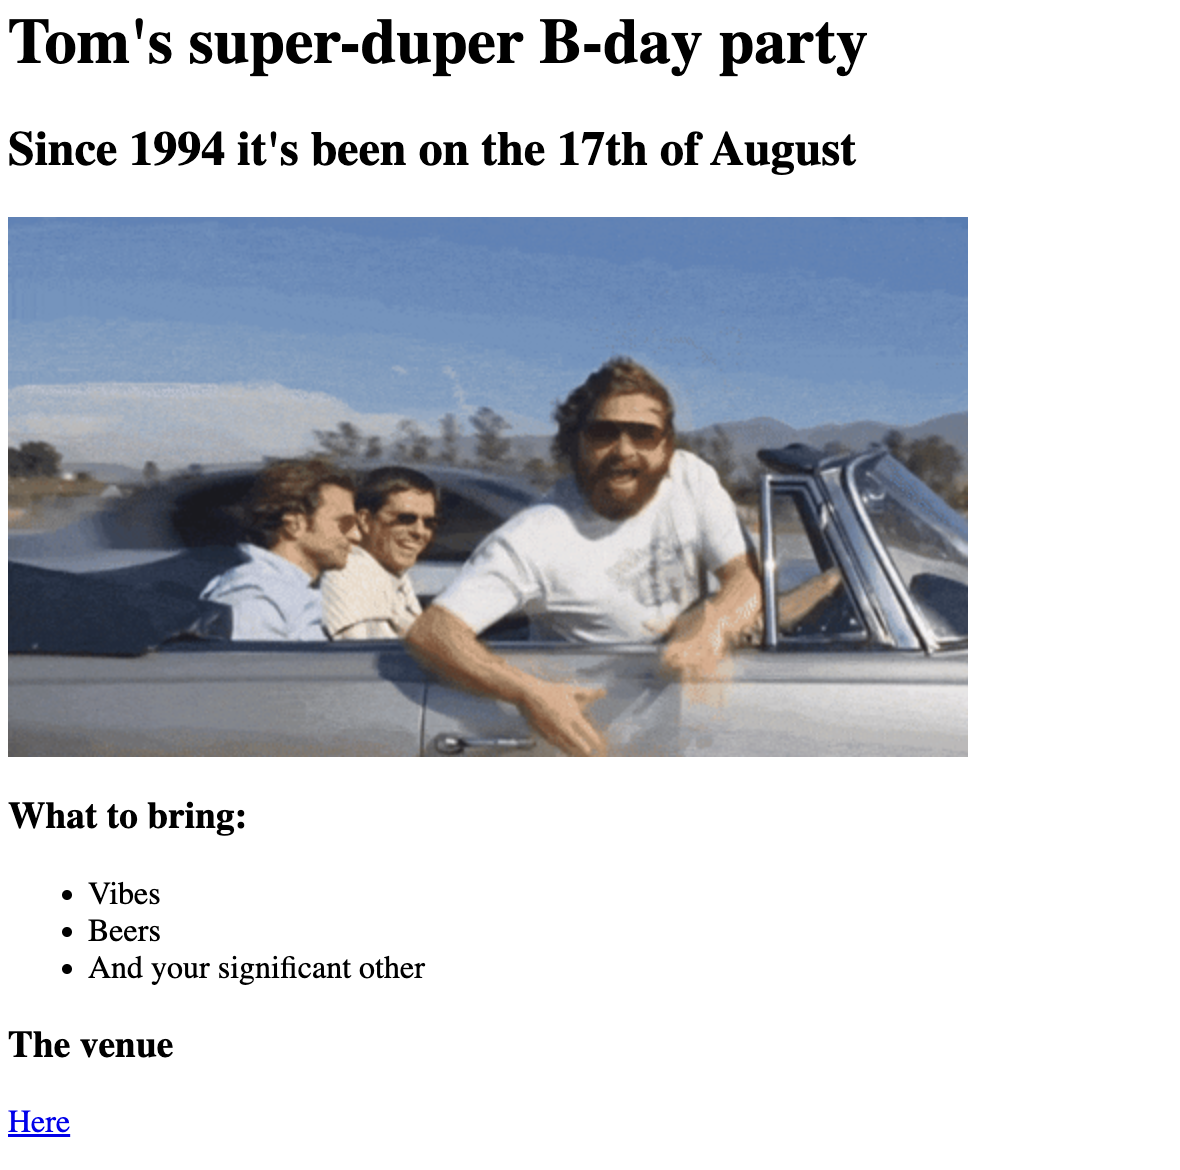 Tom's super-duper B-day party
Since 1994 it's been on the 17th of August
What to bring:
Vibes
Beers
And your significant other
The venue
Here